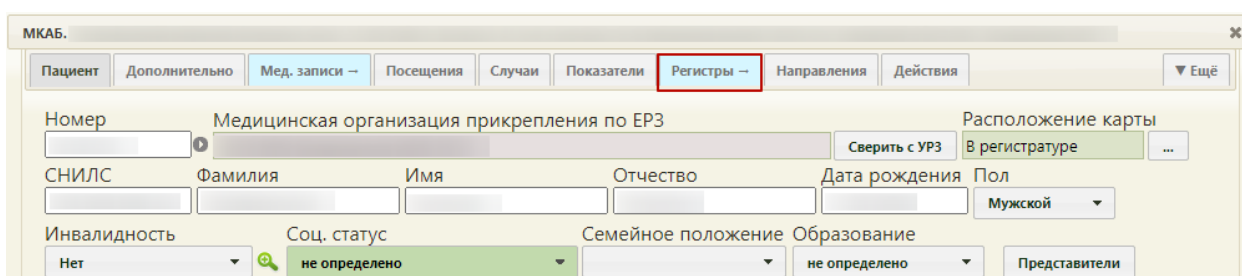 МКАБ.
Пациент Дополнительно Мед. записи → Посещения Случаи Показатели Регистры → Направления Действия ▼ Ещё
Номер Медицинская организация прикрепления по ЕРЗ Расположение карты
Сверить с УРЗ В регистратуре ...
СНИЛС Фамилия Имя Отчество Дата рождения Пол
Мужской
Инвалидность Соц. статус Семейное положение Образование
Нет не определено не определено Представители